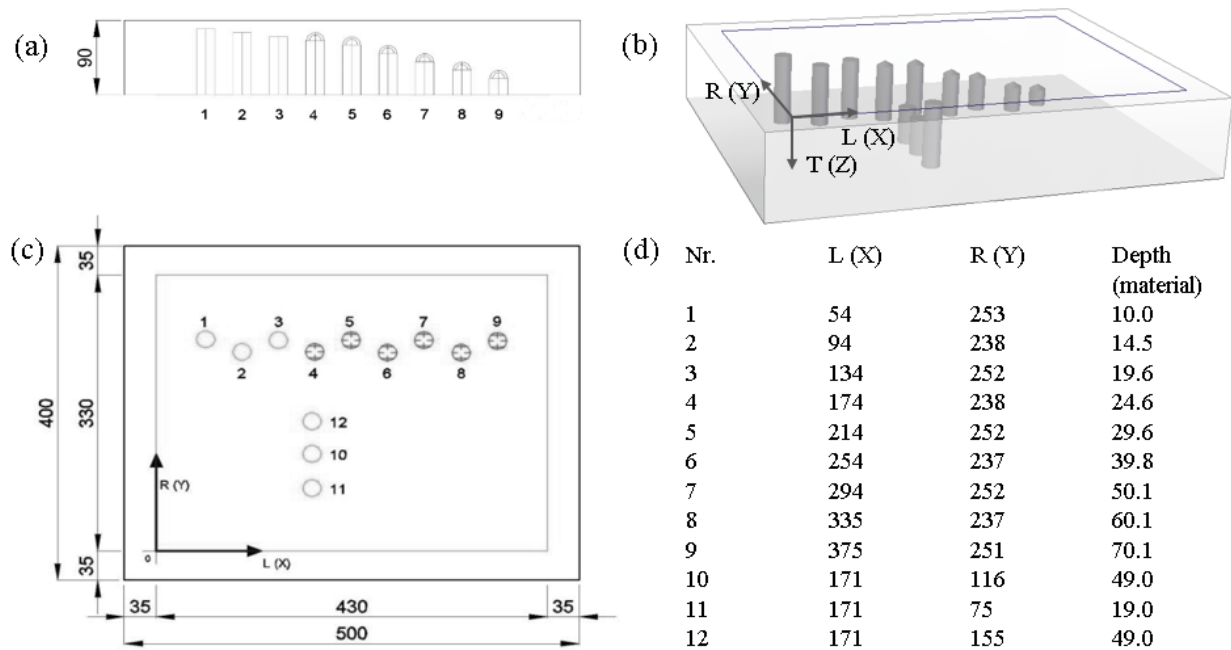 (a)
90
1 2 3 4 5 6 7 8 9
(b)
R (Y)
L (X)
T (Z)
(c)
35
400
330
35
1 3 5 7 9
2 4 6 8
12
10
11
R (Y)
0
L (X)
35 430 35
500
(d) Nr. L (X) R (Y) Depth
(material)
1 54 253 10.0
2 94 238 14.5
3 134 252 19.6
4 174 238 24.6
5 214 252 29.6
6 254 237 39.8
7 294 252 50.1
8 335 237 60.1
9 375 251 70.1
10 171 116 49.0
11 171 75 19.0
12 171 155 49.0